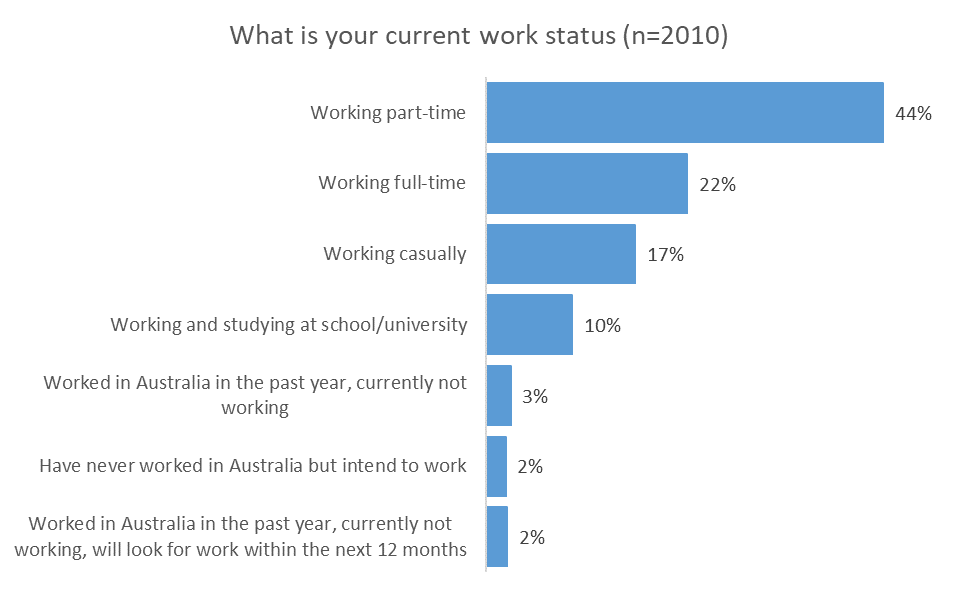 What is your current work status (n=2010)
Working part-time
44%
Working full-time
22%
Working casually
17%
Working and studying at school/university
10%
Worked in Australia in the past year, currently not
working
3%
Have never worked in Australia but intend to work
2%
Worked in Australia in the past year, currently not
working, will look for work within the next 12 months
2%